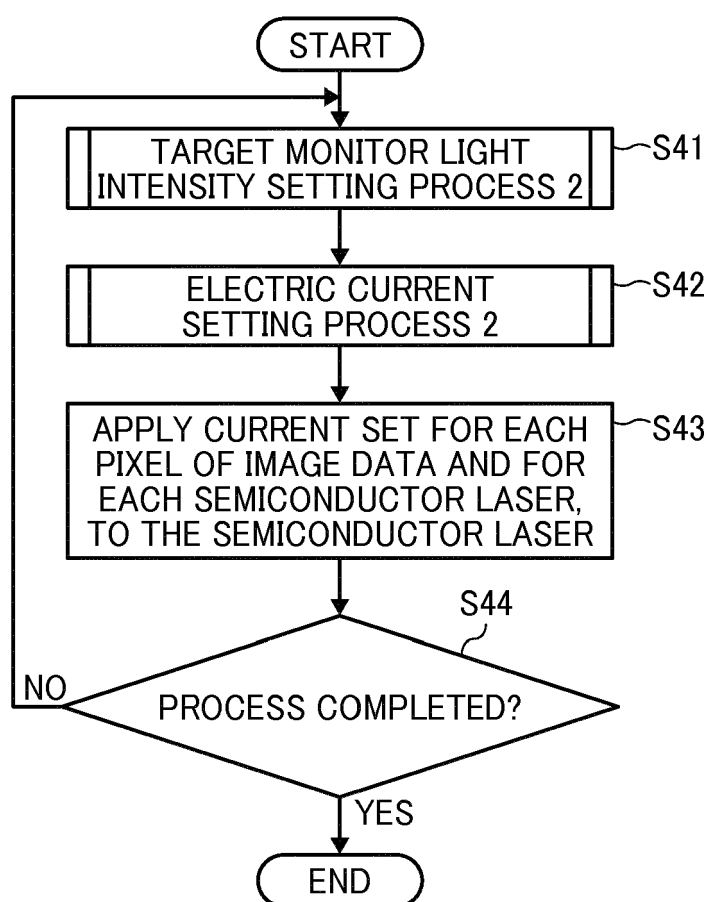 START
TARGET MONITOR LIGHT
INTENSITY SETTING PROCESS 2
S41
ELECTRIC CURRENT
SETTING PROCESS 2
S42
APPLY CURRENT SET FOR EACH
PIXEL OF IMAGE DATA AND FOR
EACH SEMICONDUCTOR LASER,
TO THE SEMICONDUCTOR LASER
S43
S44
PROCESS COMPLETED?
NO
YES
END